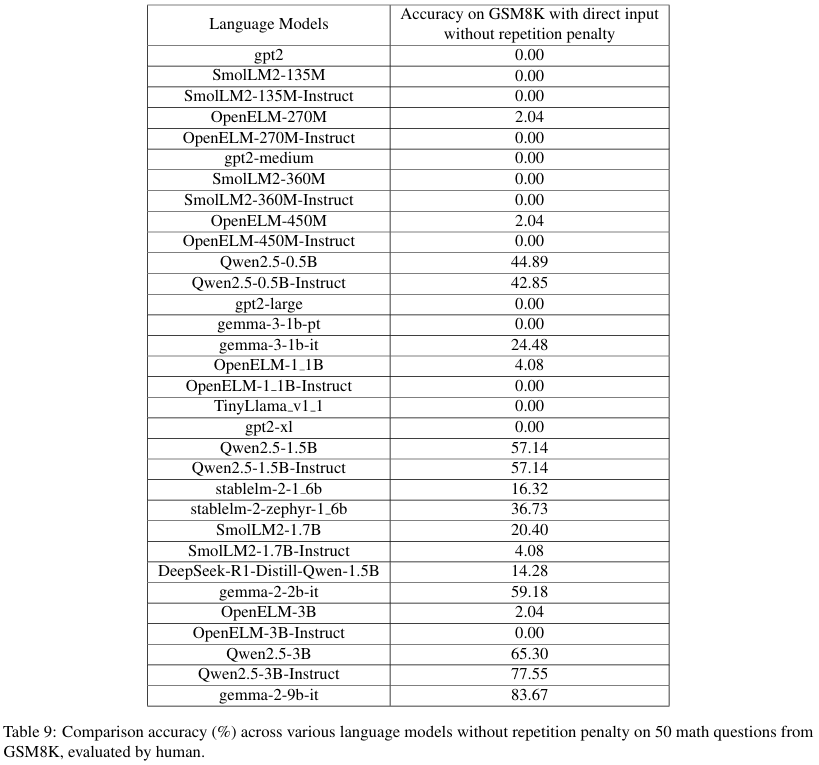 Language Models
Accuracy on GSM8K with direct input
without repetition penalty
gpt2 0.00
SmolLM2-135M 0.00
SmolLM2-135M-Instruct 0.00
OpenELM-270M 2.04
OpenELM-270M-Instruct 0.00
gpt2-medium 0.00
SmolLM2-360M 0.00
SmolLM2-360M-Instruct 0.00
OpenELM-450M 2.04
OpenELM-450M-Instruct 0.00
Qwen2.5-0.5B 44.89
Qwen2.5-0.5B-Instruct 42.85
gpt2-large 0.00
gemma-3-1b-pt 0.00
gemma-3-1b-it 24.48
OpenELM-1_1B 4.08
OpenELM-1_1B-Instruct 0.00
TinyLlama_v1_1 0.00
gpt2-xl 0.00
Qwen2.5-1.5B 57.14
Qwen2.5-1.5B-Instruct 57.14
stablelm-2-1_6b 16.32
stablelm-2-zephyr-1_6b 36.73
SmolLM2-1.7B 20.40
SmolLM2-1.7B-Instruct 4.08
DeepSeek-R1-Distill-Qwen-1.5B 14.28
gemma-2-2b-it 59.18
OpenELM-3B 2.04
OpenELM-3B-Instruct 0.00
Qwen2.5-3B 65.30
Qwen2.5-3B-Instruct 77.55
gemma-2-9b-it 83.67
Table 9: Comparison accuracy (%) across various language models without repetition penalty on 50 math questions from
GSM8K, evaluated by human.